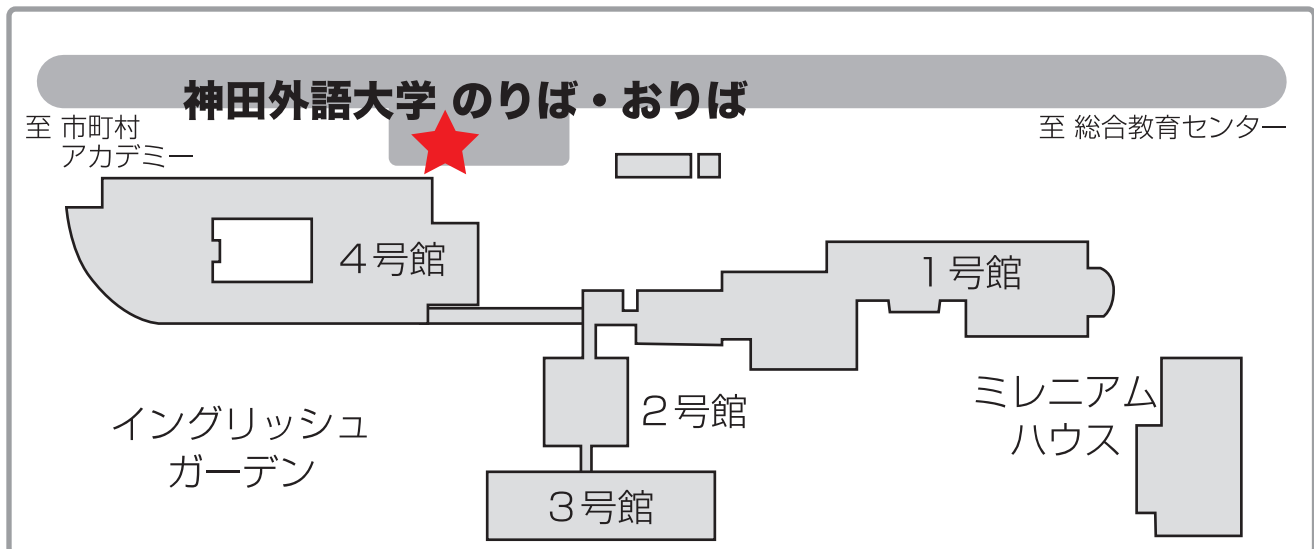 神田外語大学 のりば・おりば
至 市町村
アカデミー
至 総合教育センター
4号館
1号館
ミレニアム
ハウス
2号館
イングリッシュ
ガーデン
3号館